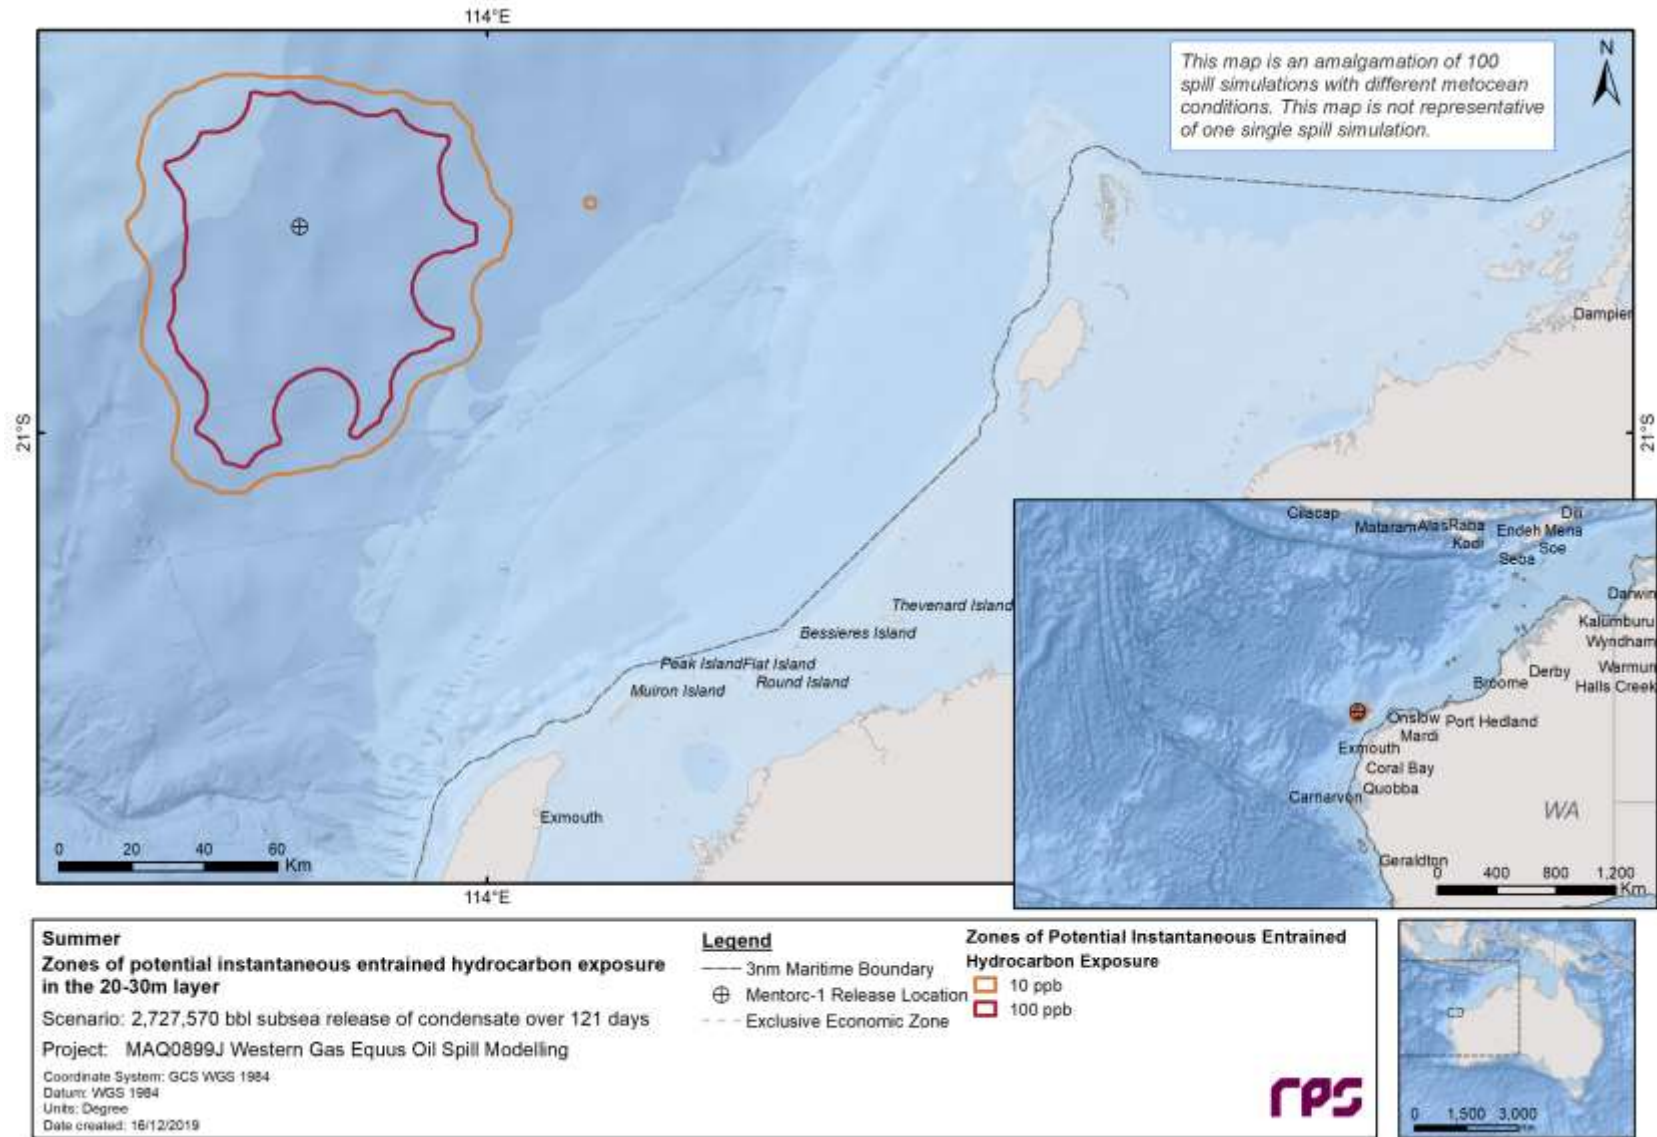 114°E
N
This map is an amalgamation of 100
spill simulations with different metocean
conditions. This map is not representative
of one single spill simulation.
Dampier
21°S
21°S
Thevenard Island
Bessieres Island
Peak Island Flat Island
Muiron Island
Round Island
Exmouth
0 20 40 60
Km
114°E
Cilacap
Mataram Alas Raba
Kodi
Endeh Mena
Dili
Soe
Seba
Darwin
Kalumburu
Wyndham
Warmun
Halls Creek
Derby
Broome
Onslow Port Hedland
Mardi
Exmouth
Coral Bay
Quobba
Carnarvon
WA
Geraldton
0 400 800 1,200
Km
Summer
Zones of potential instantaneous entrained hydrocarbon exposure
in the 20-30m layer
Scenario: 2,727,570 bbl subsea release of condensate over 121 days
Project: MAQ0899J Western Gas Equus Oil Spill Modelling
Coordinate System: GCS WGS 1984
Datum: WGS 1984
Units: Degree
Date created: 16/12/2019
Legend
3nm Maritime Boundary
Mentorc-1 Release Location
Exclusive Economic Zone
Zones of Potential Instantaneous Entrained
Hydrocarbon Exposure
10 ppb
100 ppb
rps
0 1,500 3,000